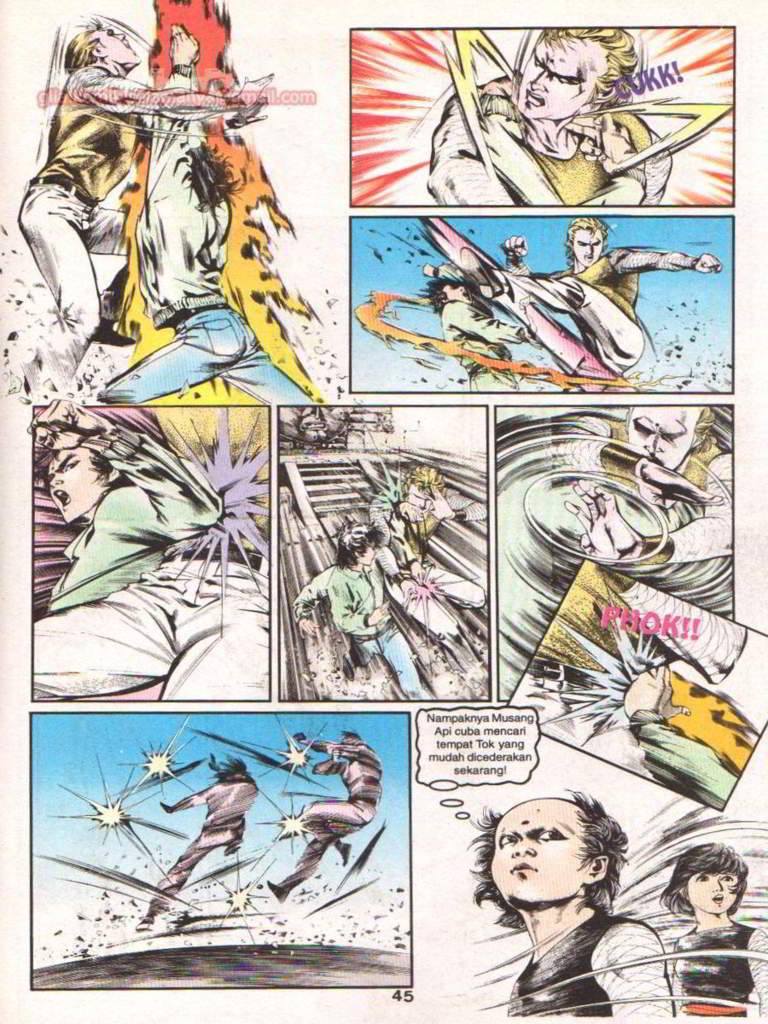 CUKK!
PHOK!!
Nampaknya Musang
Api cuba mencari
tempat Tok yang
mudah dicederakan
sekarang!
45